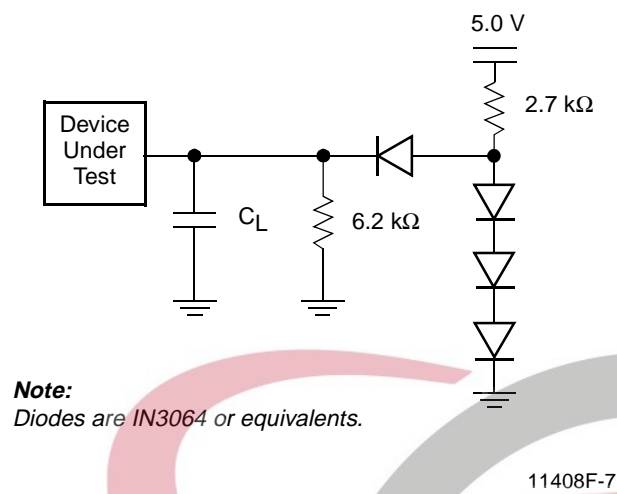 5.0 V
2.7 kΩ
Device
Under
Test
CL
6.2 kΩ
Note:
Diodes are IN3064 or equivalents.
11408F-7